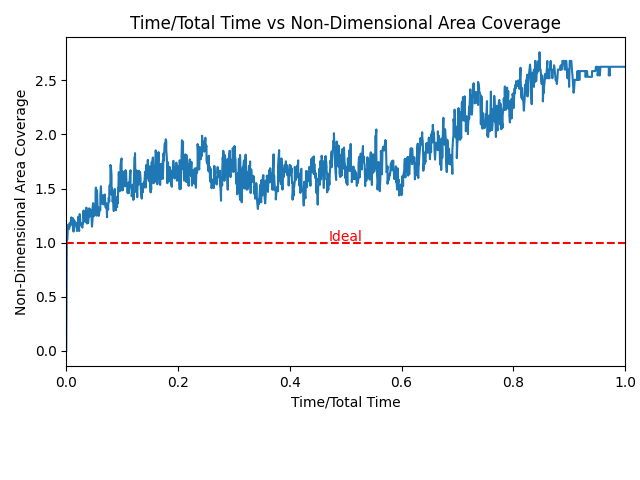 Time/Total Time vs Non-Dimensional Area Coverage
Non-Dimensional Area Coverage
2.5
2.0
1.5
1.0
0.5
0.0
Ideal
0.0 0.2 0.4 0.6 0.8 1.0
Time/Total Time